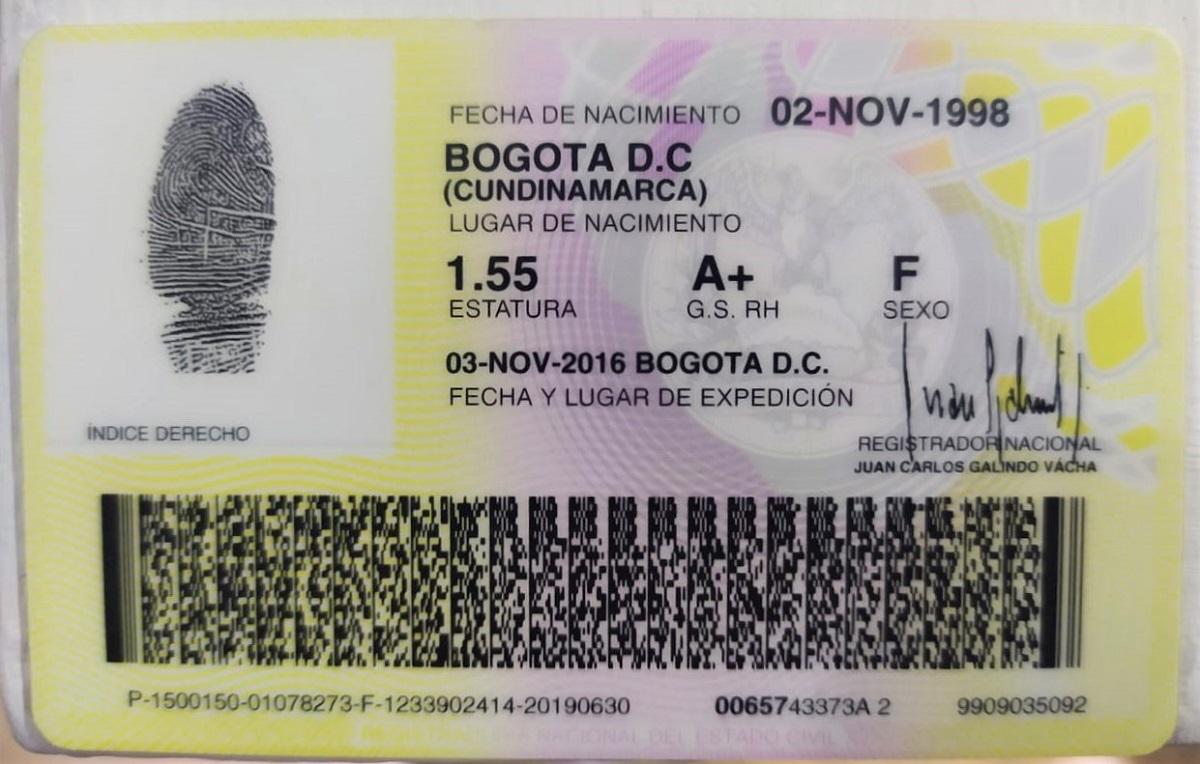 FECHA DE NACIMIENTO 02-NOV-1998
BOGOTA D.C
(CUNDINAMARCA)
LUGAR DE NACIMIENTO
1.55 A+ F
ESTATURA G.S. RH SEXO
03-NOV-2016 BOGOTA D.C.
FECHA Y LUGAR DE EXPEDICIÓN
ÍNDICE DERECHO
REGISTRADOR NACIONAL
JUAN CARLOS GALINDO VÁCHA
P-1500150-01078273-F-1233902414-20190630 0065743373A 2 9909035092
REGISTRADURIA NACIONAL DEL ESTADO CIVIL